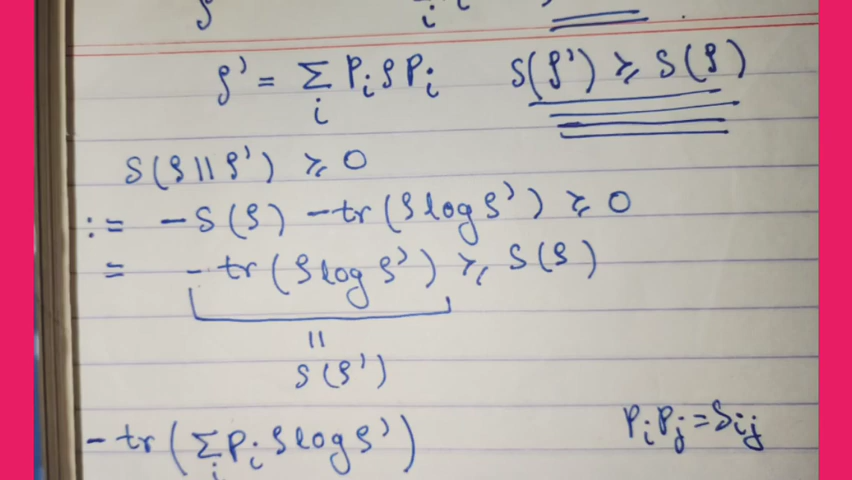 ρ' = Σ_i P_i ρ P_i    S(ρ') ⩾ S(ρ)
S(ρ || ρ') ⩾ 0
:= -S(ρ) - tr(ρ log ρ') ⩾ 0
= -tr(ρ log ρ') ⩾ S(ρ)
||
S(ρ')
-tr(Σ_i P_i ρ log ρ')    P_i P_j = δ_ij